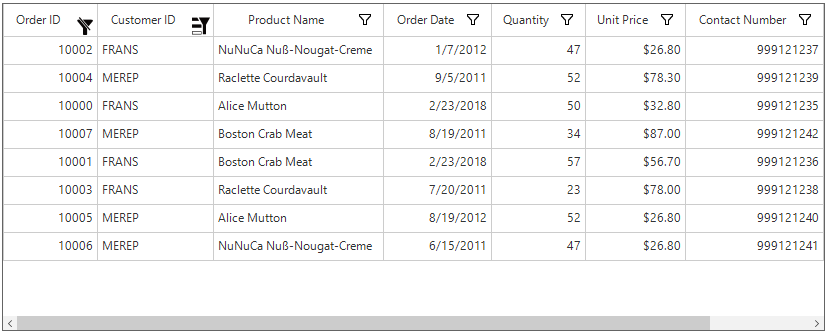 Order ID Customer ID Product Name Order Date Quantity Unit Price Contact Number
10002 FRANS NuNuCa Nuß-Nougat-Creme 1/7/2012 47 $26.80 999121237
10004 MEREP Raclette Courdavault 9/5/2011 52 $78.30 999121239
10000 FRANS Alice Mutton 2/23/2018 50 $32.80 999121235
10007 MEREP Boston Crab Meat 8/19/2011 34 $87.00 999121242
10001 FRANS Boston Crab Meat 2/23/2018 57 $56.70 999121236
10003 FRANS Raclette Courdavault 7/20/2011 23 $78.00 999121238
10005 MEREP Alice Mutton 8/19/2012 52 $26.80 999121240
10006 MEREP NuNuCa Nuß-Nougat-Creme 6/15/2011 47 $26.80 999121241